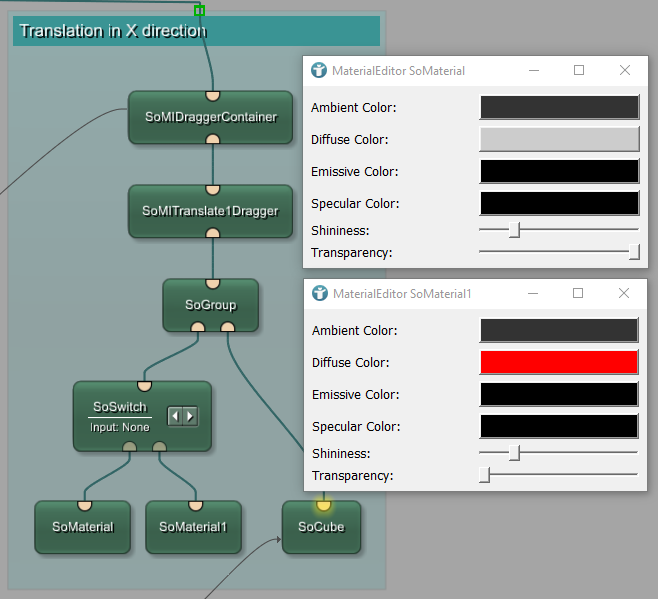 Translation in X direction
SoMIDraggerContainer
SoMITranslate1Dragger
SoGroup
SoSwitch
Input: None
SoMaterial
SoMaterial1
SoCube
MaterialEditor SoMaterial
Ambient Color:
Diffuse Color:
Emissive Color:
Specular Color:
Shininess:
Transparency:
MaterialEditor SoMaterial1
Ambient Color:
Diffuse Color:
Emissive Color:
Specular Color:
Shininess:
Transparency: